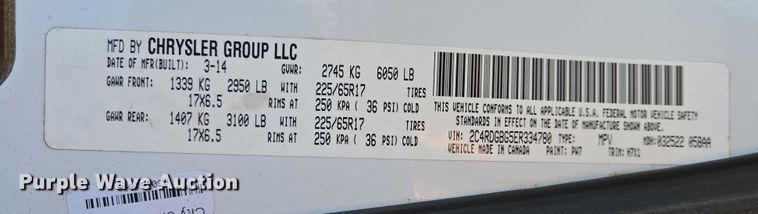 MFD BY CHRYSLER GROUP LLC
DATE OF MFR(BUILT): 3-14 GVWR: 2745 KG 6050 LB
GAWR FRONT: 1339 KG 2950 LB WITH 225/65R17 TIRES
17X6.5 RIMS AT 250 KPA ( 36 PSI) COLD
GAWR REAR: 1407 KG 3100 LB WITH 225/65R17 TIRES
17X6.5 RIMS AT 250 KPA ( 36 PSI) COLD
THIS VEHICLE CONFORMS TO ALL APPLICABLE U.S.A. FEDERAL MOTOR VEHICLE SAFETY
STANDARDS IN EFFECT ON THE DATE OF MANUFACTURE SHOWN ABOVE.
VIN: 2C4RDGBG5ER334780 MPV MDH: 032522 058AA
VEHICLE MADE IN CANADA PAINT: PW7 TRIM: H7X1
Purple Wave Auction